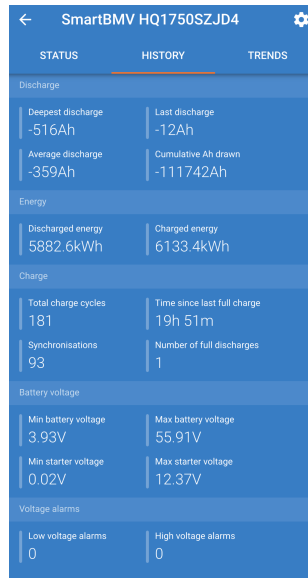 SmartBMV HQ1750SZJD4
STATUS HISTORY TRENDS
Discharge
Deepest discharge Last discharge
-516Ah -12Ah
Average discharge Cumulative Ah drawn
-359Ah -111742Ah
Energy
Discharged energy Charged energy
5882.6kWh 6133.4kWh
Charge
Total charge cycles Time since last full charge
181 19h 51m
Synchronisations Number of full discharges
93 1
Battery voltage
Min battery voltage Max battery voltage
3.93V 55.91V
Min starter voltage Max starter voltage
0.02V 12.37V
Voltage alarms
Low voltage alarms High voltage alarms
0 0